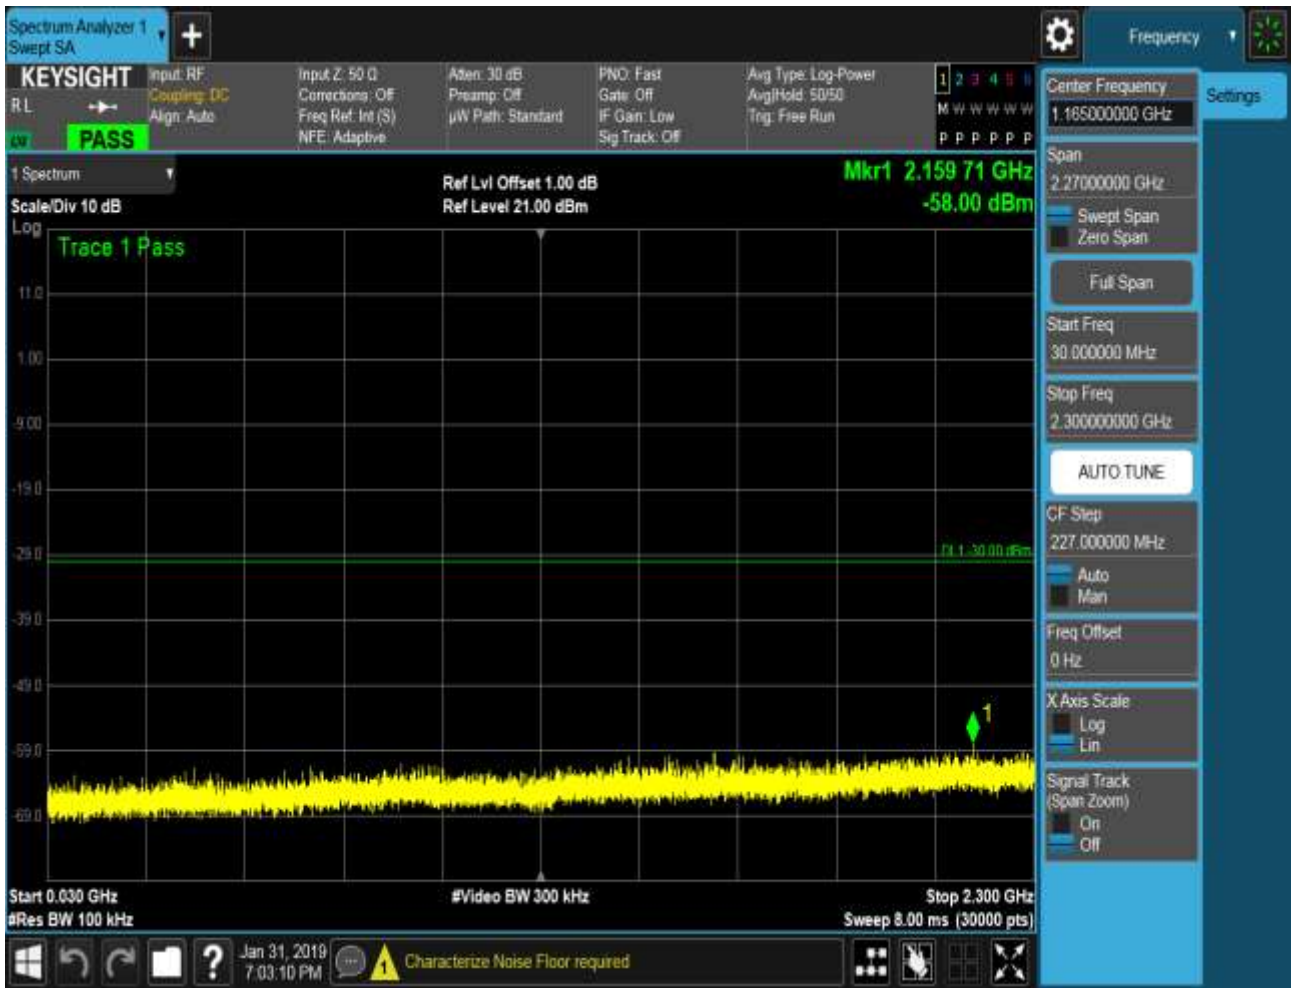 Spectrum Analyzer 1
Swept SA
Frequency
KEYSIGHT
R L
PASS
Input: RF
Coupling: DC
Align: Auto
Input Z: 50 Ω
Corrections: Off
Freq Ref: Int (S)
NFE: Adaptive
Atten: 30 dB
Preamp: Off
µW Path: Standard
PNO: Fast
Gate: Off
IF Gain: Low
Sig Track: Off
Avg Type: Log-Power
Avg|Hold: 50/50
Trig: Free Run
1 2 3 4 5 6
M W W W W W
P P P P P P
1 Spectrum
Scale/Div 10 dB
Log
Ref Lvl Offset 1.00 dB
Ref Level 21.00 dBm
Mkr1 2.159 71 GHz
-58.00 dBm
Trace 1 Pass
11.0
1.00
-9.00
-19.0
-29.0
DL1 -30.00 dBm
-39.0
-49.0
1
-59.0
-69.0
Start 0.030 GHz
#Res BW 100 kHz
#Video BW 300 kHz
Stop 2.300 GHz
Sweep 8.00 ms (30000 pts)
Jan 31, 2019
7:03:10 PM
1
Characterize Noise Floor required
Settings
Center Frequency
1.165000000 GHz
Span
2.27000000 GHz
Swept Span
Zero Span
Full Span
Start Freq
30.000000 MHz
Stop Freq
2.300000000 GHz
AUTO TUNE
CF Step
227.000000 MHz
Auto
Man
Freq Offset
0 Hz
X Axis Scale
Log
Lin
Signal Track
(Span Zoom)
On
Off